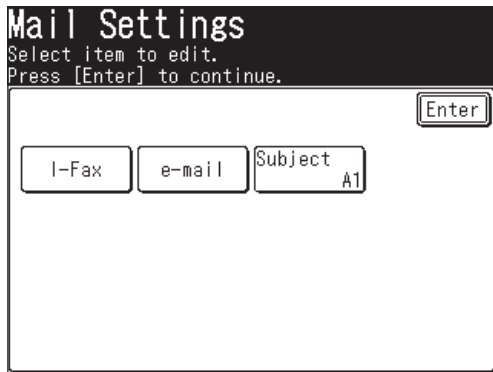 Mail Settings
Select item to edit.
Press [Enter] to continue.
Enter
I-Fax e-mail Subject
A1